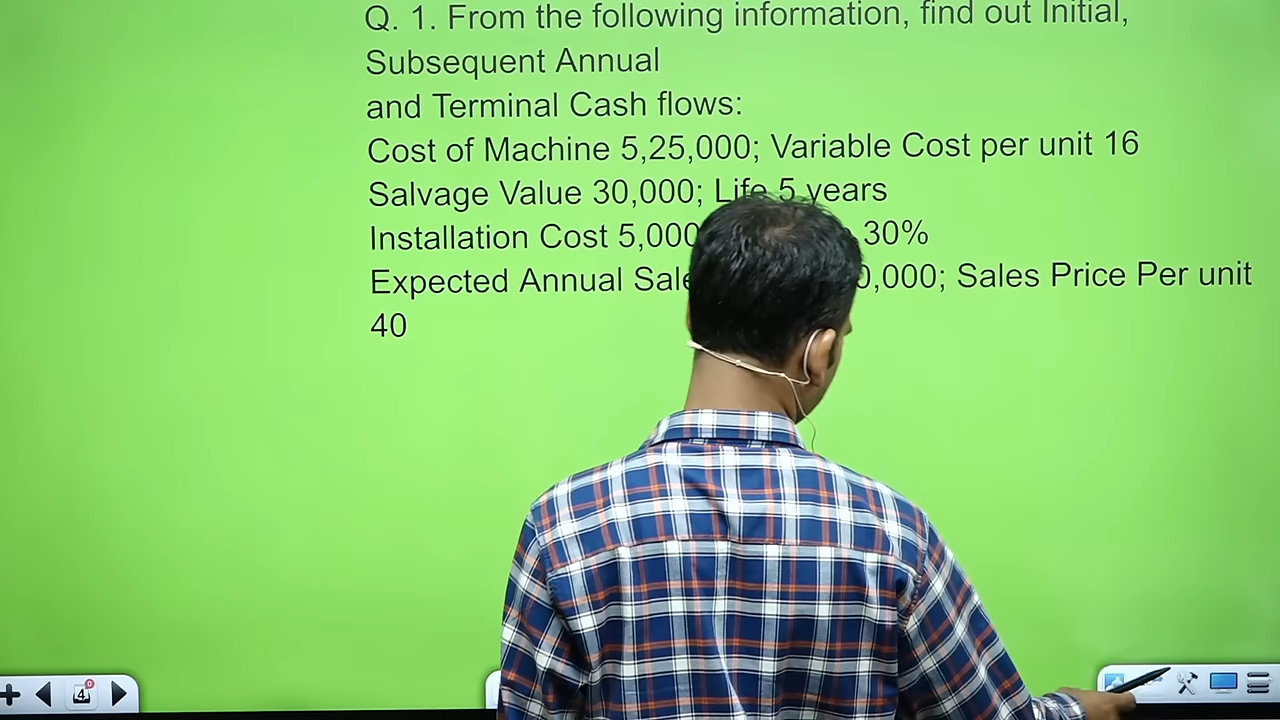 Q. 1. From the following information, find out Initial,
Subsequent Annual
and Terminal Cash flows:
Cost of Machine 5,25,000; Variable Cost per unit 16
Salvage Value 30,000; Life 5 years
Installation Cost 5,000 30%
Expected Annual 0,000; Sales Price Per unit
40
4 0